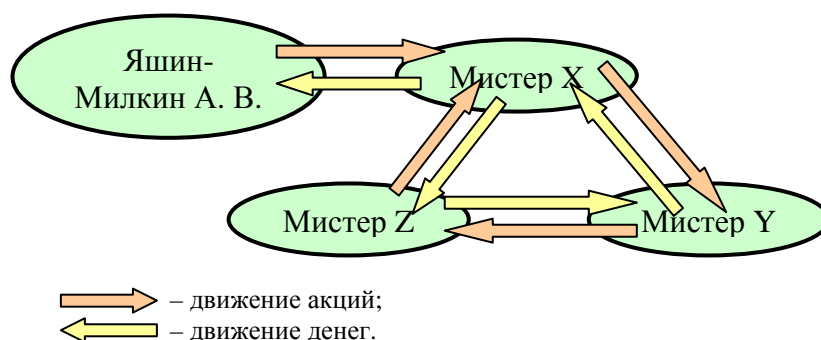 Яшин-
Милкин А. В.
Мистер X
Мистер Z
Мистер Y
– движение акций;
– движение денег.